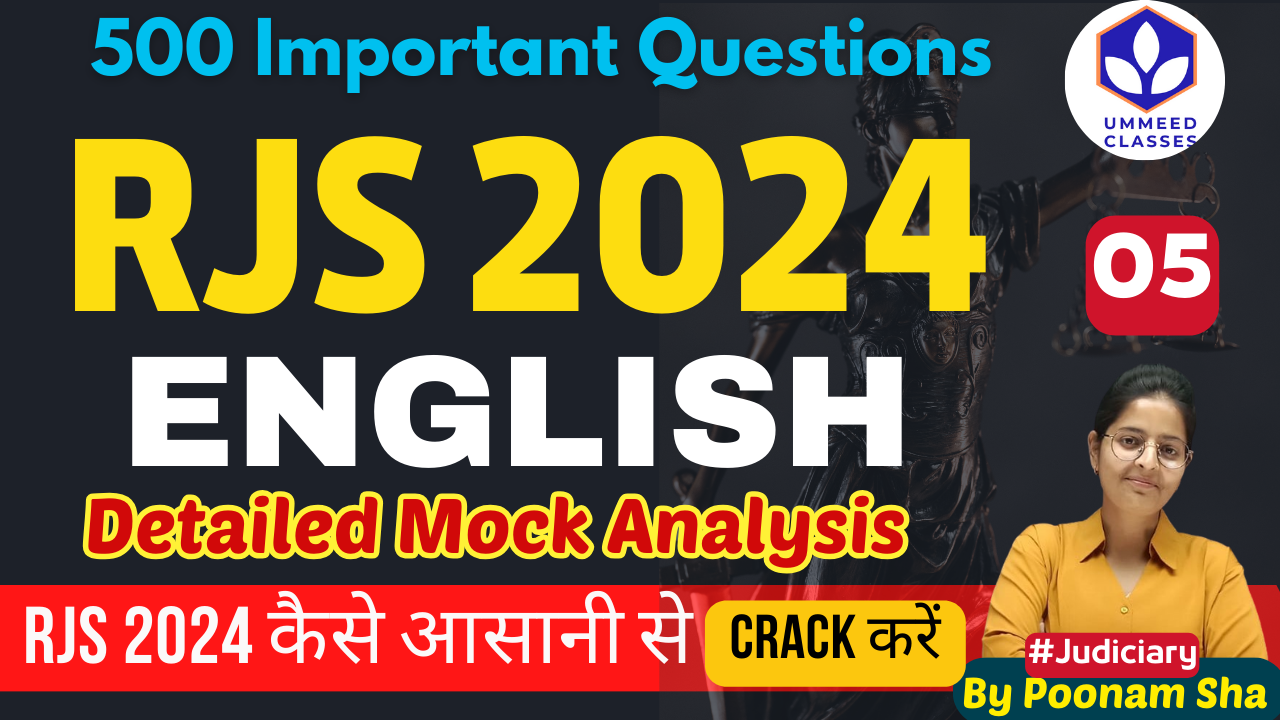 500 Important Questions
UMMEED
CLASSES
RJS 2024
05
ENGLISH
Detailed Mock Analysis
RJS 2024 कैसे आसानी से CRACK करें
#Judiciary
By Poonam Sha